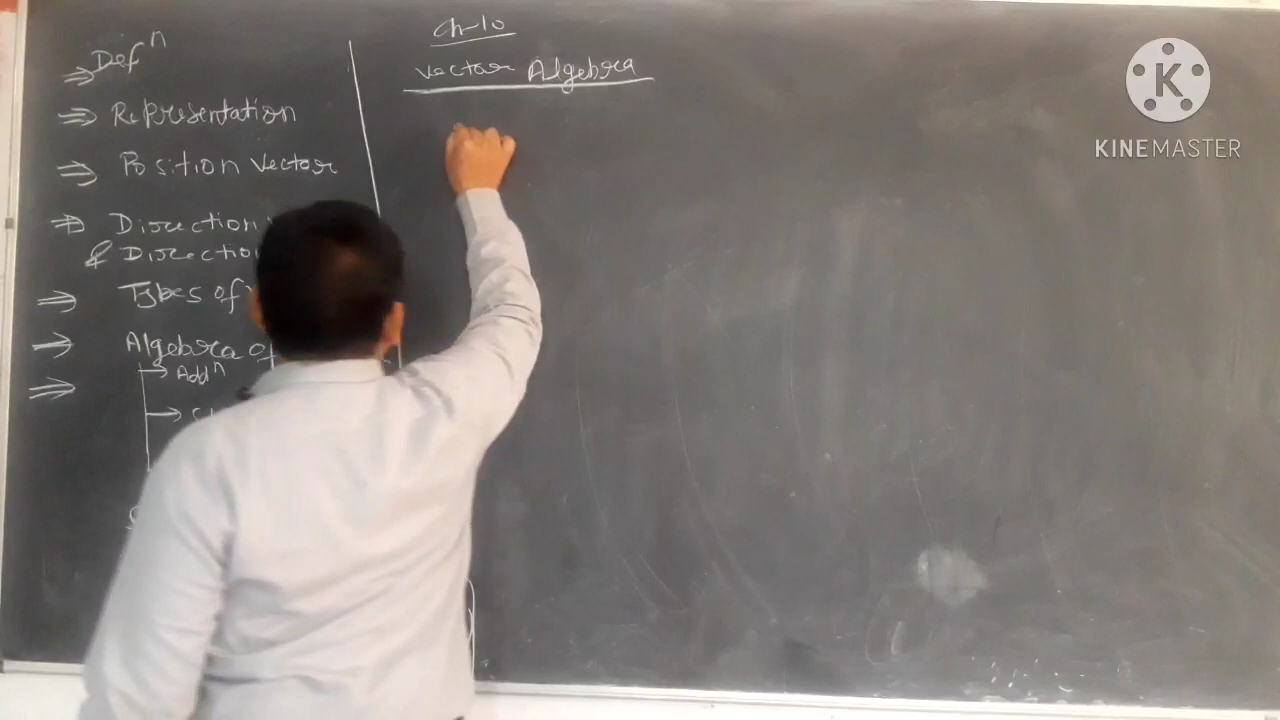 ⇒ Defⁿ
⇒ Representation
⇒ Position Vector
⇒ Direction
& Direction
⇒ Types of
⇒ Algebra of
→ Addⁿ
⇒
→
Ch-10
Vector Algebra
K
KINEMASTER